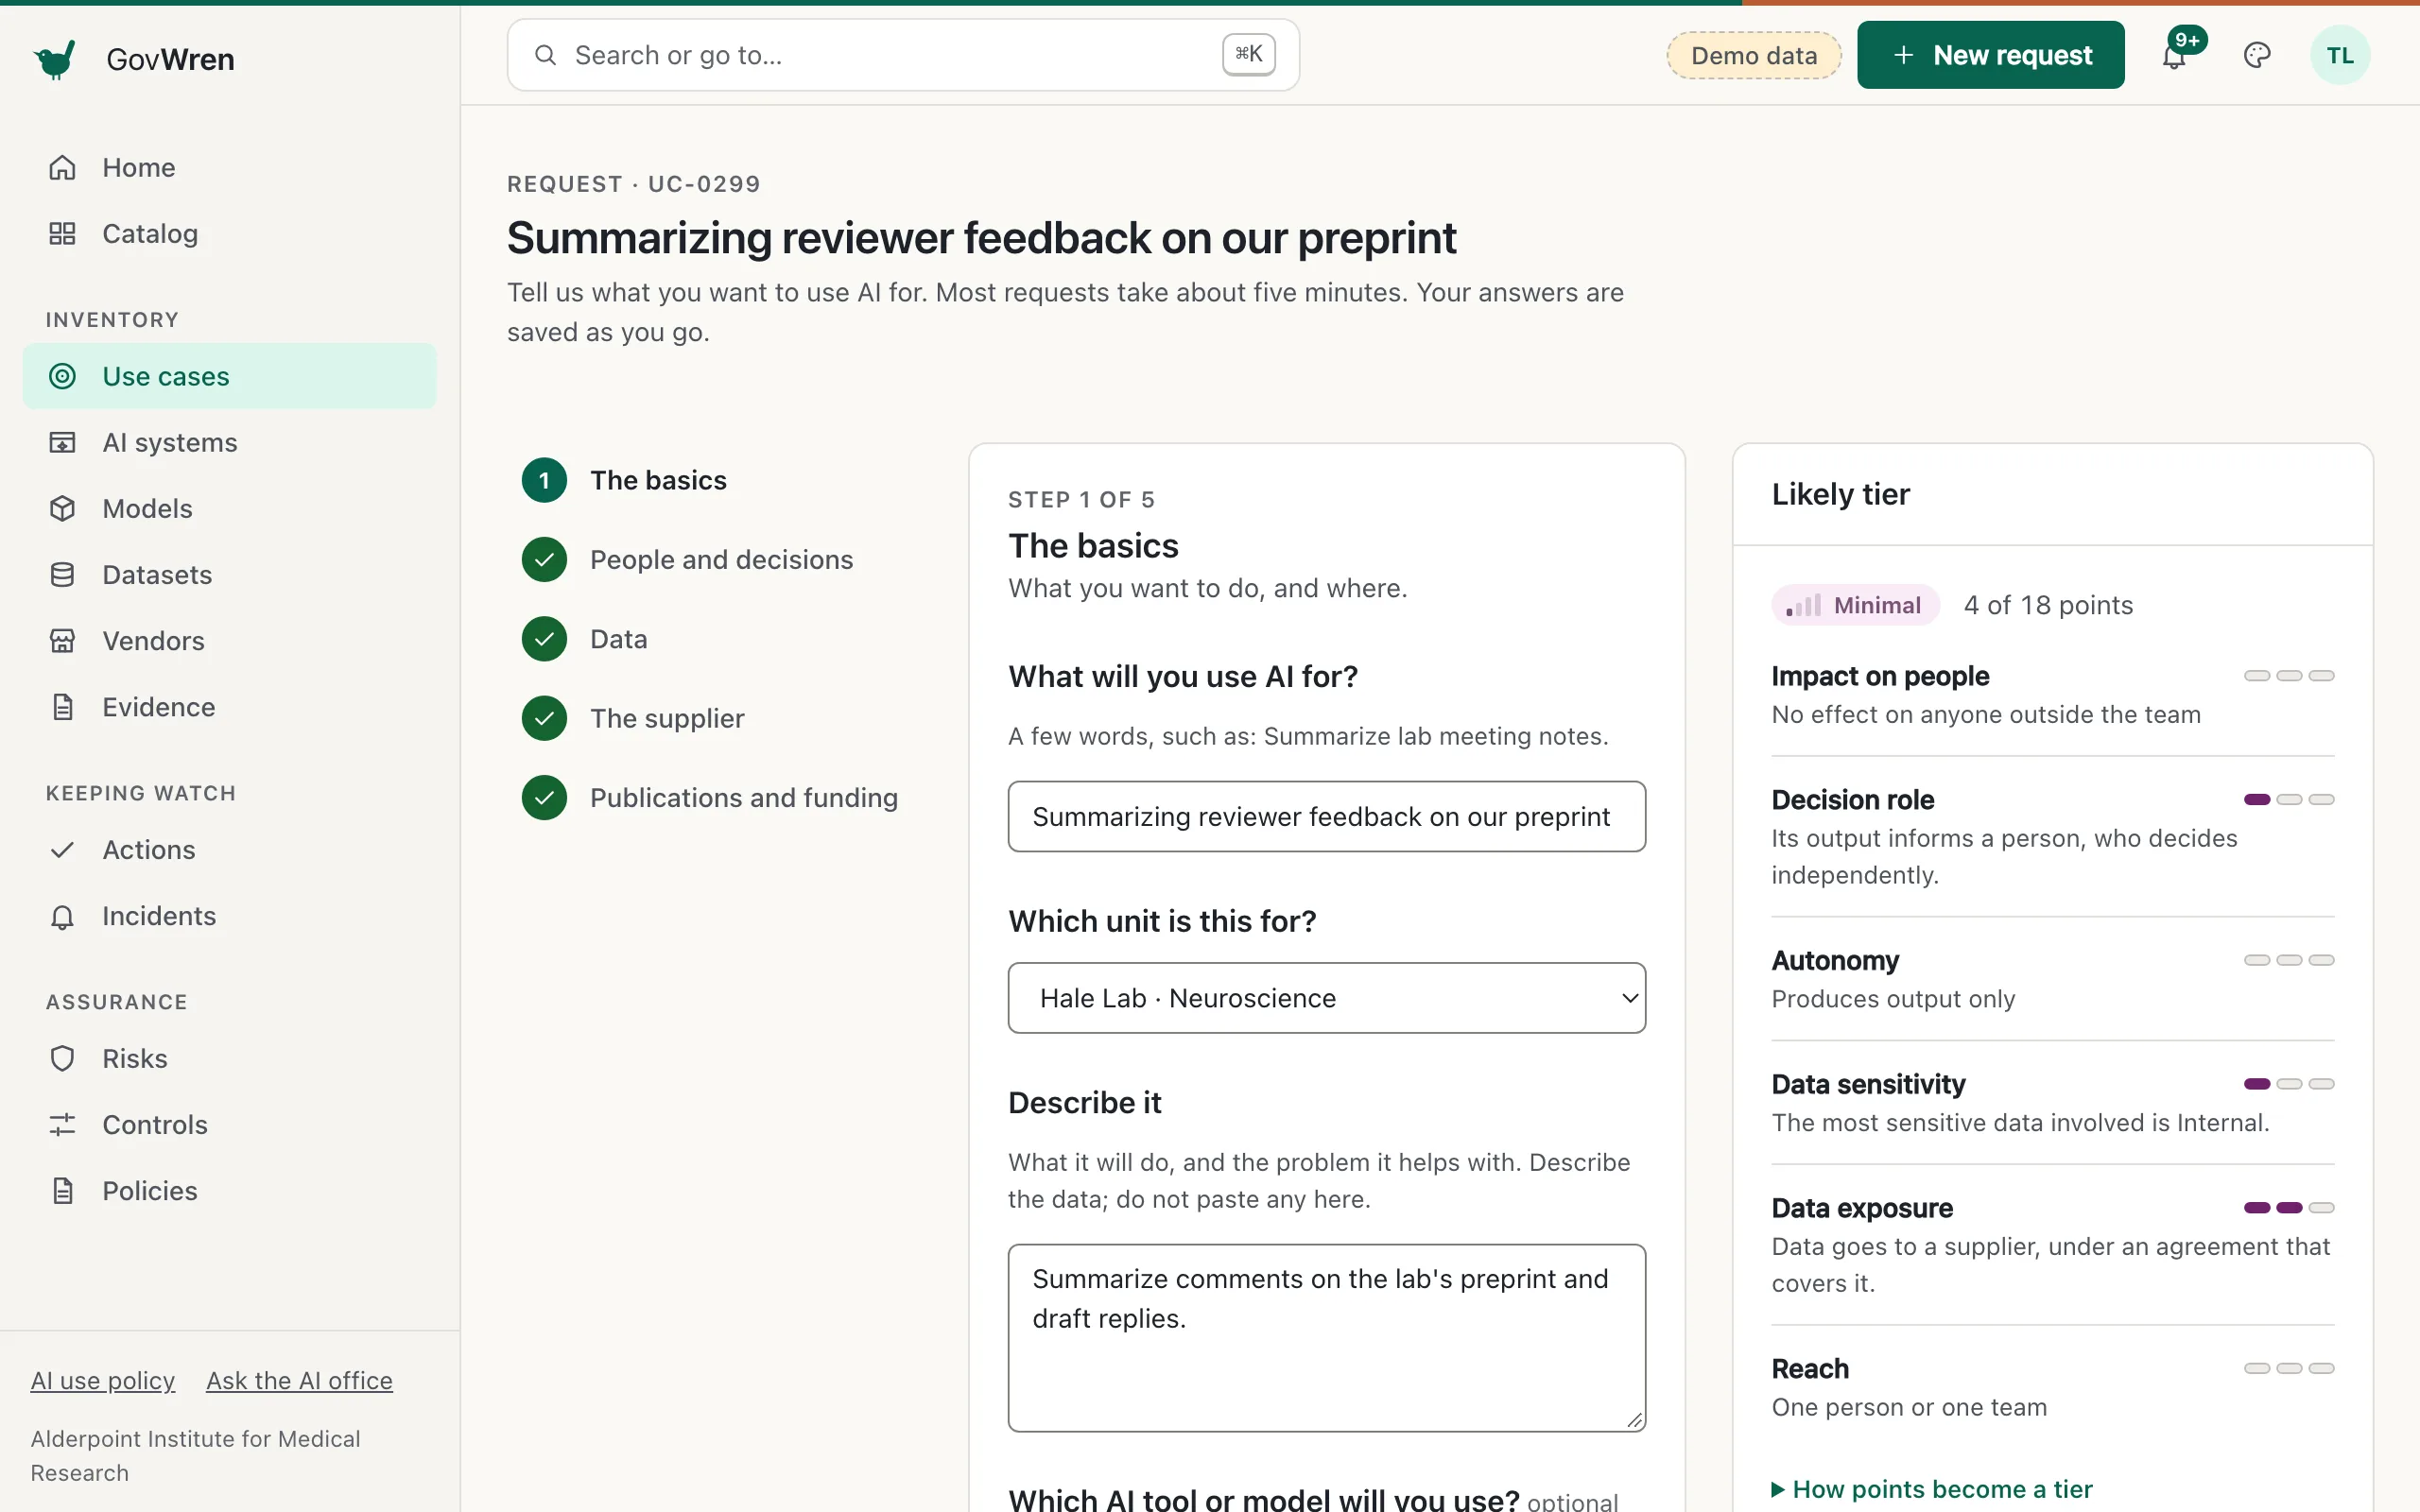 GovWren
Search or go to...
⌘K
Demo data
+ New request
9+
TL
Home
Catalog
INVENTORY
Use cases
AI systems
Models
Datasets
Vendors
Evidence
KEEPING WATCH
Actions
Incidents
ASSURANCE
Risks
Controls
Policies
AI use policy
Ask the AI office
Alderpoint Institute for Medical
Research
REQUEST · UC-0299
Summarizing reviewer feedback on our preprint
Tell us what you want to use AI for. Most requests take about five minutes. Your answers are
saved as you go.
1
The basics
People and decisions
Data
The supplier
Publications and funding
STEP 1 OF 5
The basics
What you want to do, and where.
What will you use AI for?
A few words, such as: Summarize lab meeting notes.
Summarizing reviewer feedback on our preprint
Which unit is this for?
Hale Lab · Neuroscience
Describe it
What it will do, and the problem it helps with. Describe
the data; do not paste any here.
Summarize comments on the lab's preprint and
draft replies.
Which AI tool or model will you use? optional
Likely tier
Minimal
4 of 18 points
Impact on people
No effect on anyone outside the team
Decision role
Its output informs a person, who decides
independently.
Autonomy
Produces output only
Data sensitivity
The most sensitive data involved is Internal.
Data exposure
Data goes to a supplier, under an agreement that
covers it.
Reach
One person or one team
How points become a tier